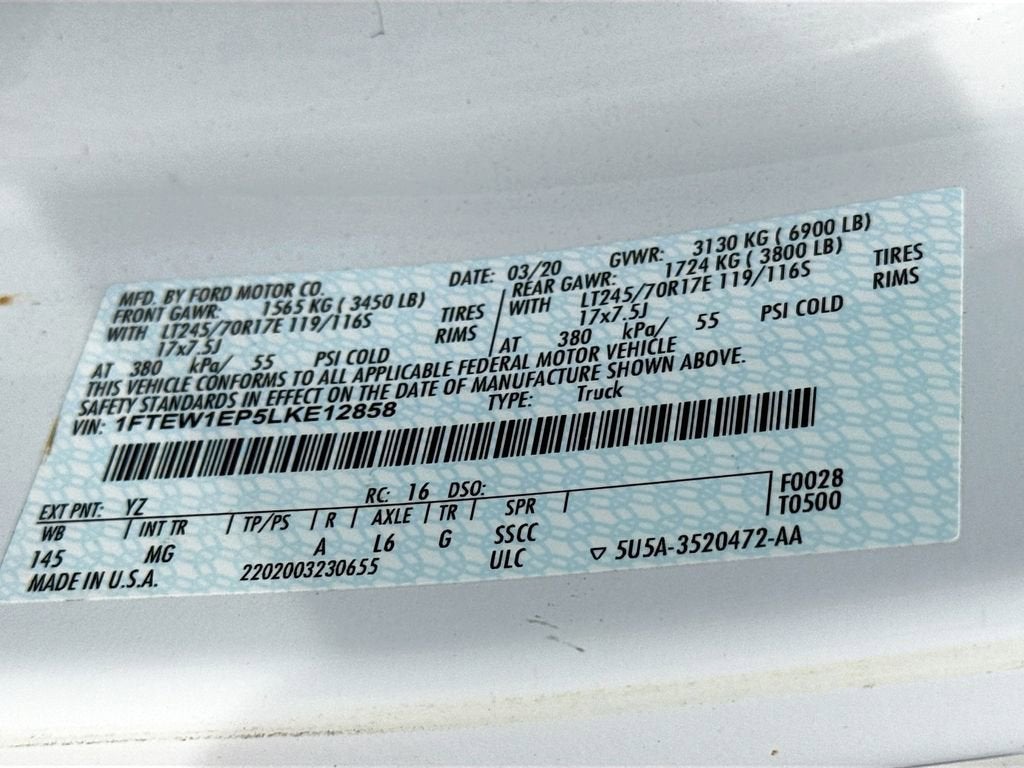 MFD. BY FORD MOTOR CO. DATE: 03/20 GVWR: 3130 KG ( 6900 LB)
FRONT GAWR: 1565 KG ( 3450 LB) REAR GAWR: 1724 KG ( 3800 LB)
WITH LT245/70R17E 119/116S TIRES WITH LT245/70R17E 119/116S TIRES
17x7.5J RIMS 17x7.5J RIMS
AT 380 kPa/ 55 PSI COLD AT 380 kPa/ 55 PSI COLD
THIS VEHICLE CONFORMS TO ALL APPLICABLE FEDERAL MOTOR VEHICLE
SAFETY STANDARDS IN EFFECT ON THE DATE OF MANUFACTURE SHOWN ABOVE.
VIN: 1FTEW1EP5LKE12858 TYPE: Truck
EXT PNT: YZ RC: 16 DSO: F0028
WB INT TR TP/PS R AXLE TR SPR T0500
145 MG A L6 G SSCC
MADE IN U.S.A. 2202003230655 ULC ▽ 5U5A-3520472-AA